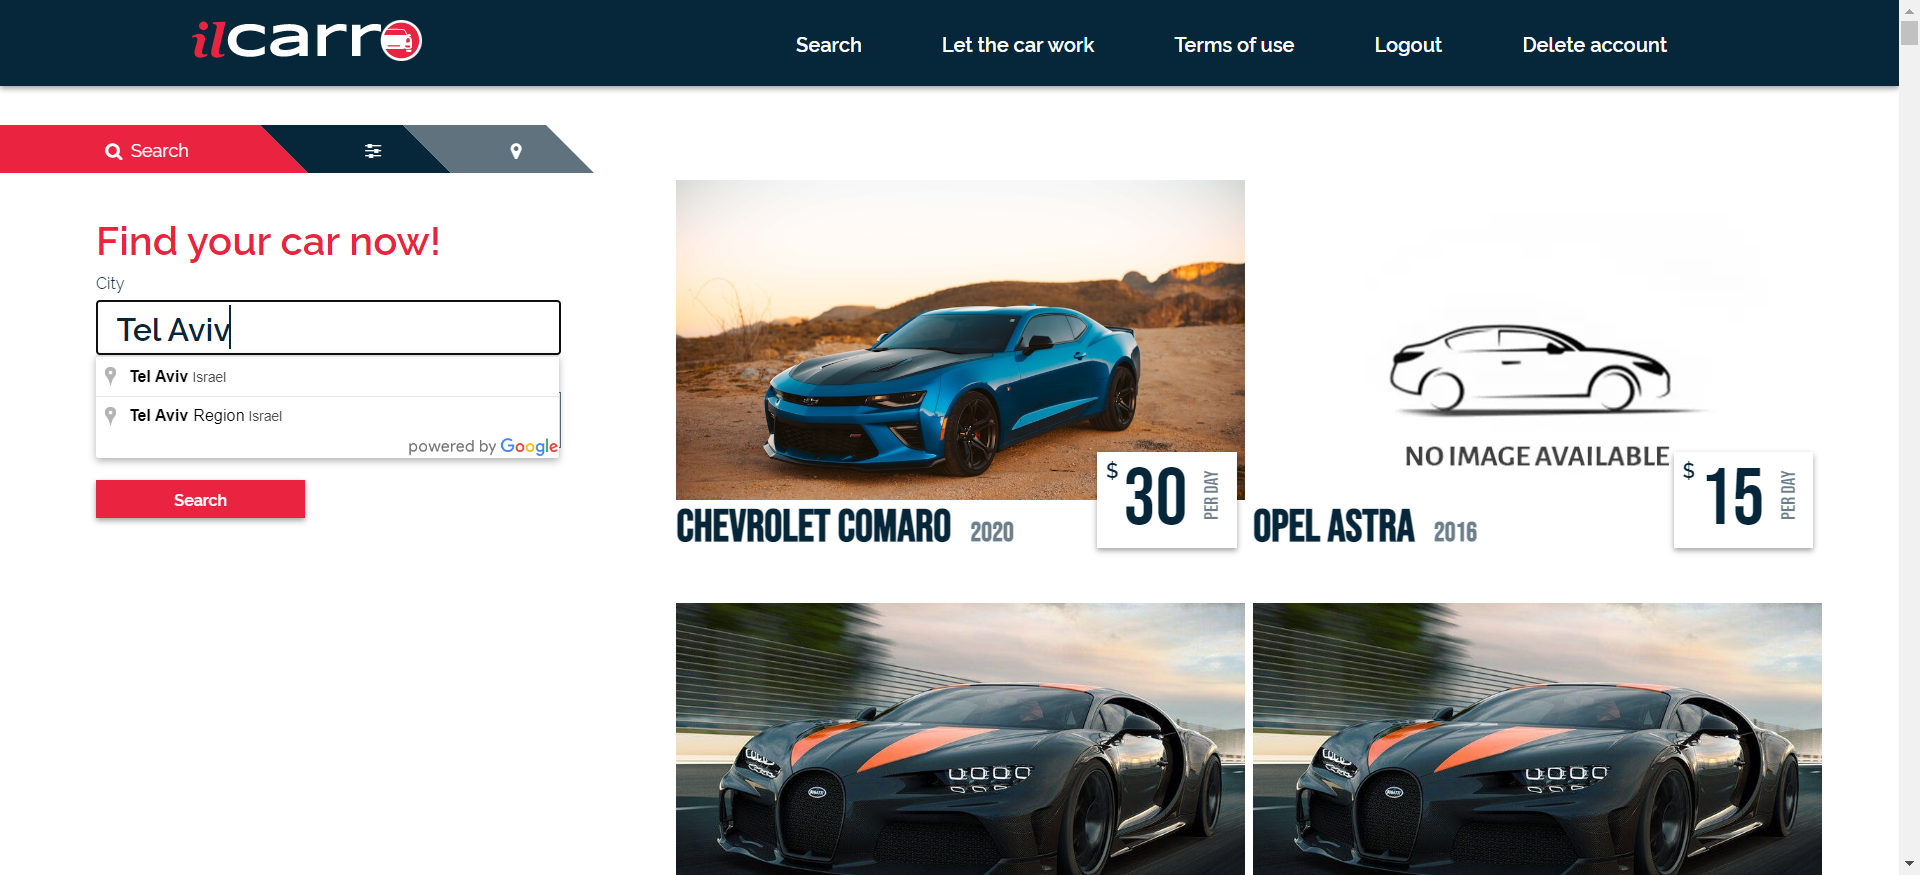 ilcarro
Search
Let the car work
Terms of use
Logout
Delete account
Search
Find your car now!
City
Tel Aviv
Tel Aviv Israel
Tel Aviv Region Israel
powered by Google
Search
$ 30 PER DAY
CHEVROLET COMARO 2020
NO IMAGE AVAILABLE
$ 15 PER DAY
OPEL ASTRA 2016